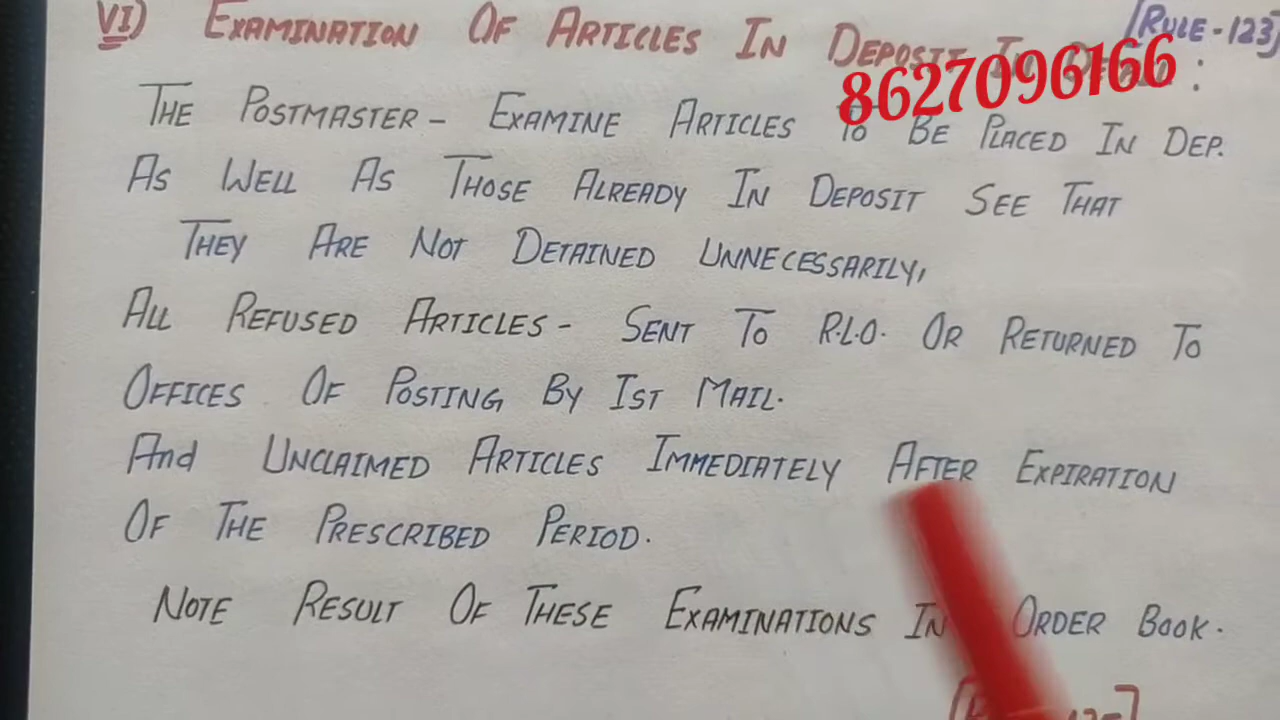 VI) EXAMINATION OF ARTICLES IN DEPOSIT IN DETAIL : [RULE-123]
8627096166
THE POSTMASTER - EXAMINE ARTICLES TO BE PLACED IN DEP.
AS WELL AS THOSE ALREADY IN DEPOSIT SEE THAT
THEY ARE NOT DETAINED UNNECESSARILY,
ALL REFUSED ARTICLES - SENT TO R.L.O. OR RETURNED TO
OFFICES OF POSTING BY IST MAIL.
And UNCLAIMED ARTICLES IMMEDIATELY AFTER EXPIRATION
OF THE PRESCRIBED PERIOD.
NOTE RESULT OF THESE EXAMINATIONS IN ORDER BOOK.